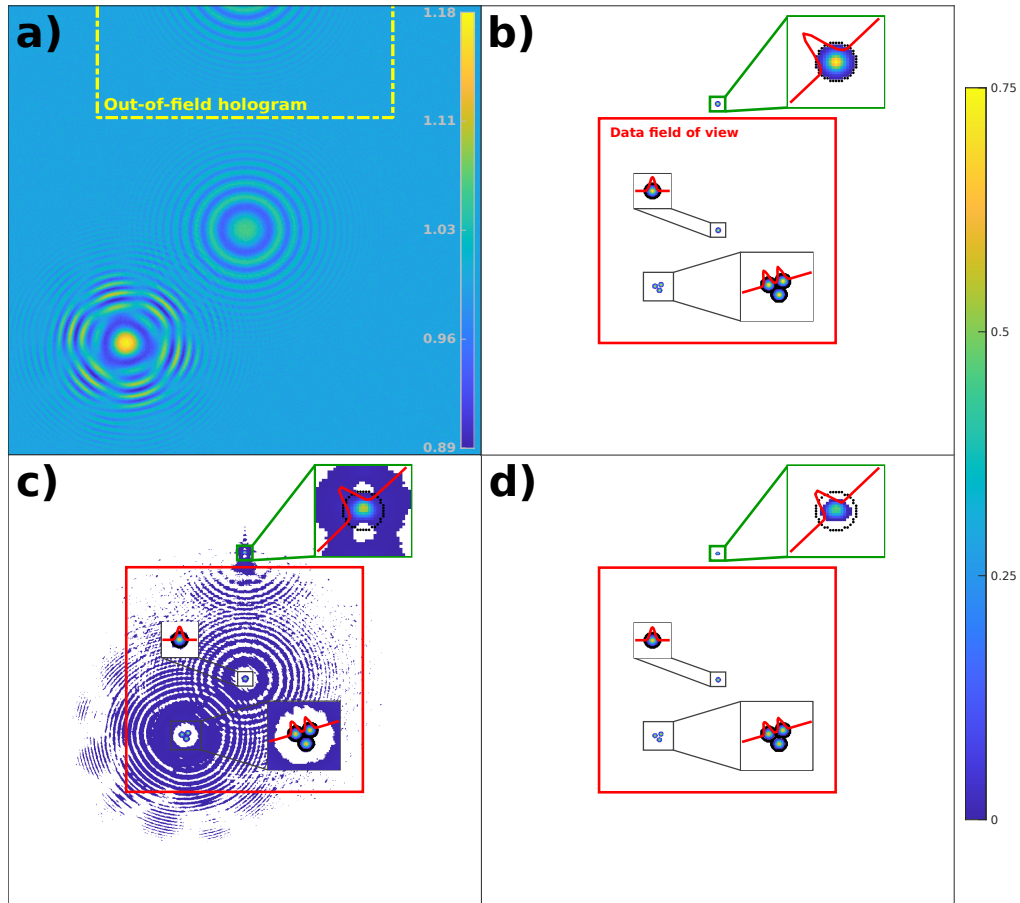 a)
Out-of-field hologram
1.18
1.11
1.03
0.96
0.89
b)
Data field of view
c)
d)
0.75
0.5
0.25
0